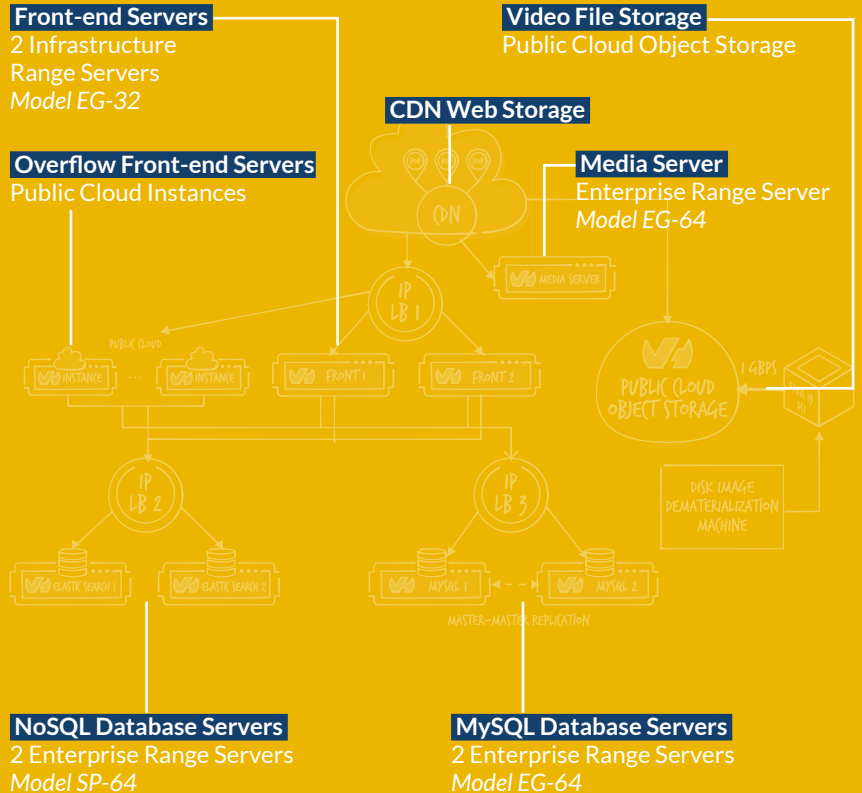 Front-end Servers
2 Infrastructure
Range Servers
Model EG-32
Video File Storage
Public Cloud Object Storage
CDN Web Storage
Overflow Front-end Servers
Public Cloud Instances
Media Server
Enterprise Range Server
Model EG-64
POP POP POP
CDN
MEDIA SERVER
IP
LB 1
PUBLIC CLOUD
INSTANCE ... INSTANCE
FRONT 1
FRONT 2
1 GBPS
PUBLIC CLOUD
OBJECT STORAGE
IP
LB 2
IP
LB 3
DISK IMAGE
DEMATERIALIZATION
MACHINE
ELASTIC SEARCH 1
ELASTIC SEARCH 2
MYSQL 1
MYSQL 2
MASTER-MASTER REPLICATION
NoSQL Database Servers
2 Enterprise Range Servers
Model SP-64
MySQL Database Servers
2 Enterprise Range Servers
Model EG-64